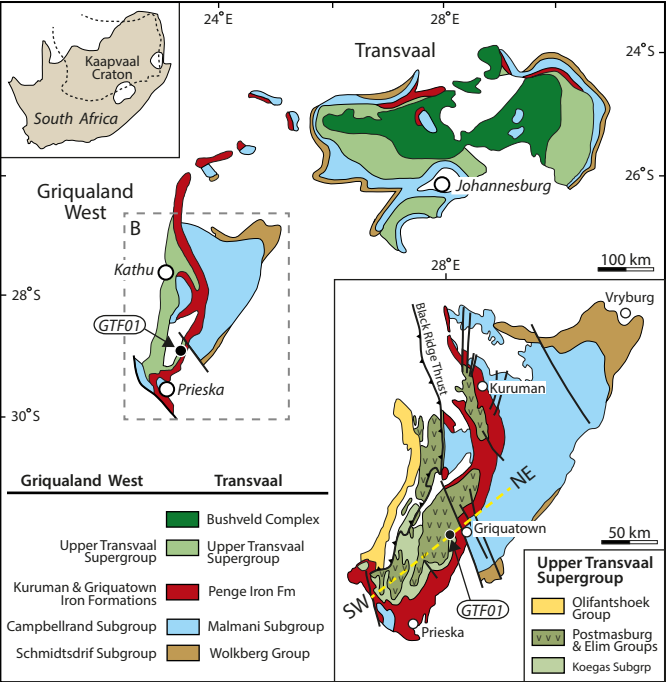 24°E
28°E
24°S
Kaapvaal
Craton
South Africa
Transvaal
26°S
Johannesburg
Griqualand
West
B
Kathu
100 km
28°E
28°S
GTF01
Prieska
30°S
Vryburg
Black Ridge Thrust
Kuruman
NE
Griquatown
50 km
GTF01
SW
Prieska
Griqualand West
Transvaal
Bushveld Complex
Upper Transvaal
Supergroup
Upper Transvaal
Supergroup
Kuruman & Griquatown
Iron Formations
Penge Iron Fm
Campbellrand Subgroup
Malmani Subgroup
Schmidtsdrif Subgroup
Wolkberg Group
Upper Transvaal
Supergroup
Olifantshoek
Group
Postmasburg
& Elim Groups
Koegas Subgrp